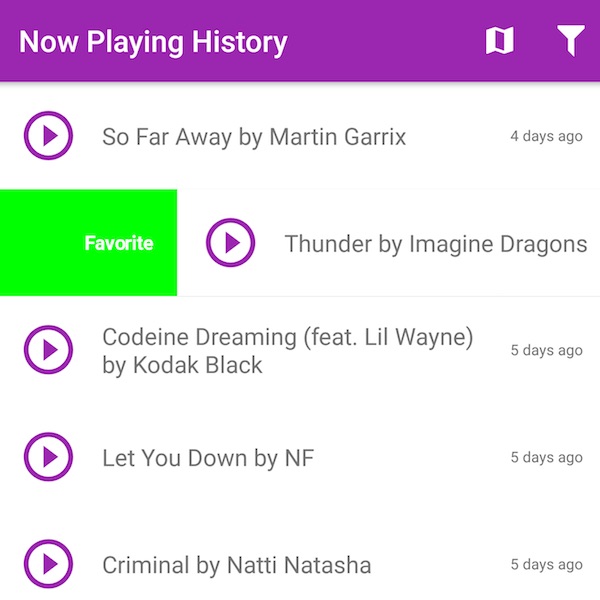 Now Playing History
So Far Away by Martin Garrix
4 days ago
Favorite
Thunder by Imagine Dragons
Codeine Dreaming (feat. Lil Wayne)
by Kodak Black
5 days ago
Let You Down by NF
5 days ago
Criminal by Natti Natasha
5 days ago